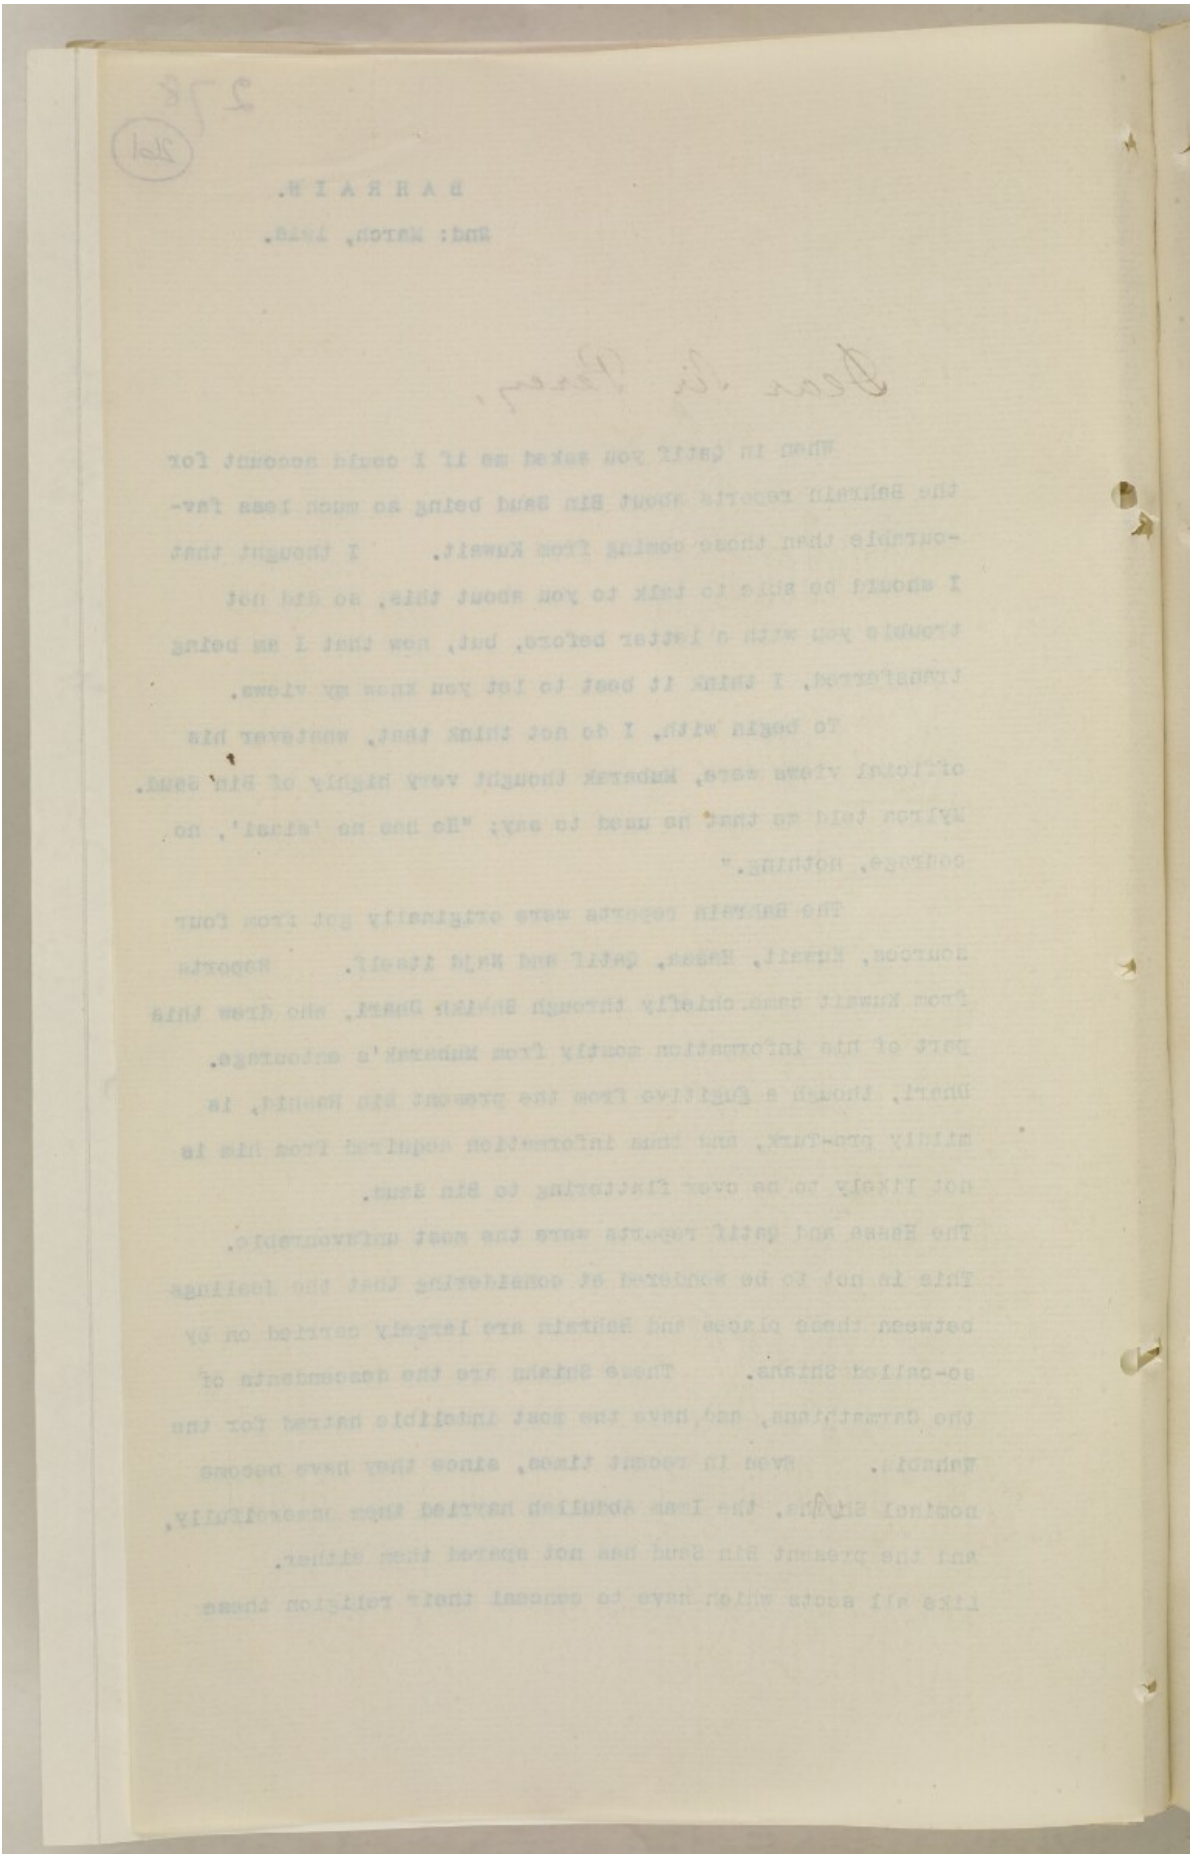 278
BAHRAIN.
2nd: March, 1916.
Dear Sir Percy,
When in Qatif you asked me if I could account for
the Bahrein reports about Bin Saud being so much less fav-
-ourable than those coming from Kuwait. I thought that
I should be able to talk to you about this, so did not
trouble you with a letter before, but, now that I am being
transferred, I think it best to let you know my views.
To begin with, I do not think that, whatever his
official views were, Mubarak thought very highly of Bin Saud.
Mylrea told me that he used to say; "He has no 'siasi', no
courage, nothing."
The Bahrein reports were originally got from four
sources, Kuwait, Hassa, Qatif and Najd itself. Reports
from Kuwait came chiefly through Sheikh Dhari, who drew this
part of his information mostly from Mubarak's entourage.
Dhari, though a fugitive from the present Bin Rashid, is
mildly pro-Turk, and thus information acquired from him is
not likely to be over flattering to Bin Saud.
The Hassa and Qatif reports were the most unfavourable.
This is not to be wondered at considering that the dealings
between these places and Bahrein are largely carried on by
so-called Shiahs. These Shiahs are the descendants of
the Carmathians, and have the most indelible hatred for the
Wahabis. Even in recent times, since they have become
nominal Shiahs, the Imam Abdullah harried them unmercifully,
and the present Bin Saud has not spared them either.
Like all sects which have to conceal their religion these